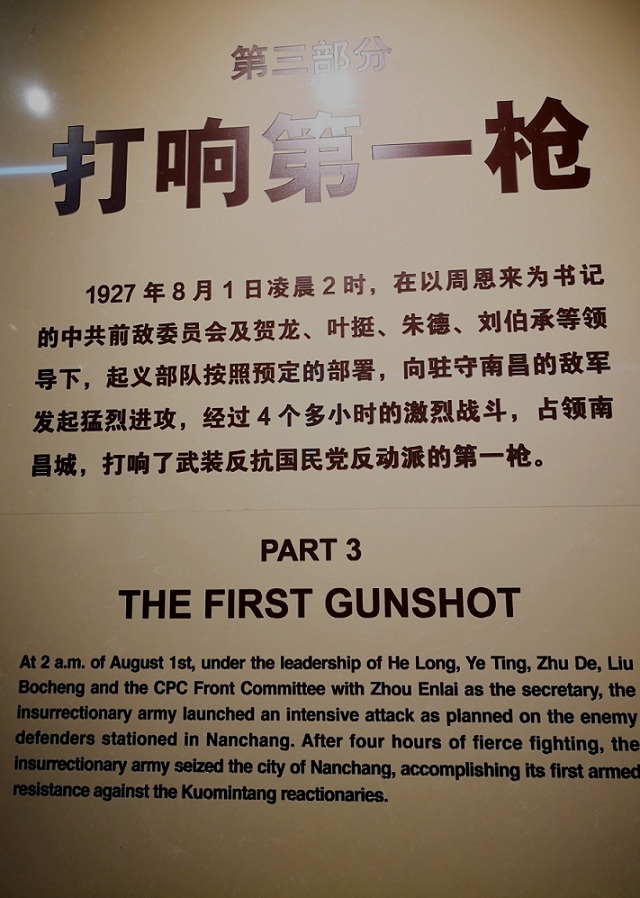 第三部分
打响第一枪
1927年8月1日凌晨2时，在以周恩来为书记
的中共前敌委员会及贺龙、叶挺、朱德、刘伯承等领
导下，起义部队按照预定的部署，向驻守南昌的敌军
发起猛烈进攻，经过4个多小时的激烈战斗，占领南
昌城，打响了武装反抗国民党反动派的第一枪。
PART 3
THE FIRST GUNSHOT
At 2 a.m. of August 1st, under the leadership of He Long, Ye Ting, Zhu De, Liu
Bocheng and the CPC Front Committee with Zhou Enlai as the secretary, the
insurrectionary army launched an intensive attack as planned on the enemy
defenders stationed in Nanchang. After four hours of fierce fighting, the
insurrectionary army seized the city of Nanchang, accomplishing its first armed
resistance against the Kuomintang reactionaries.